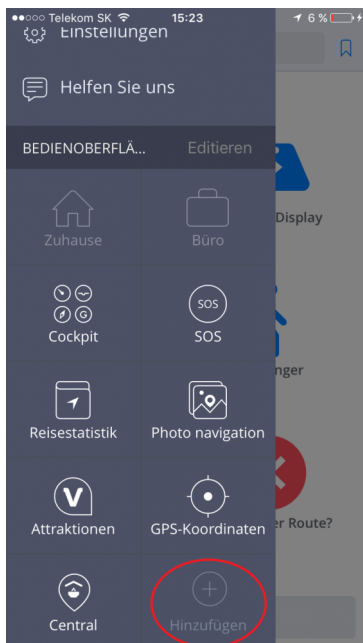 ●●○○○ Telekom SK 15:23 6 %
Einstellungen
Helfen Sie uns
BEDIENOBERFLÄ... Editieren
Zuhause Büro
Display
SOS
G
Cockpit SOS
nger
Reisestatistik Photo navigation
V
er Route?
Attraktionen GPS-Koordinaten
Central Hinzufügen